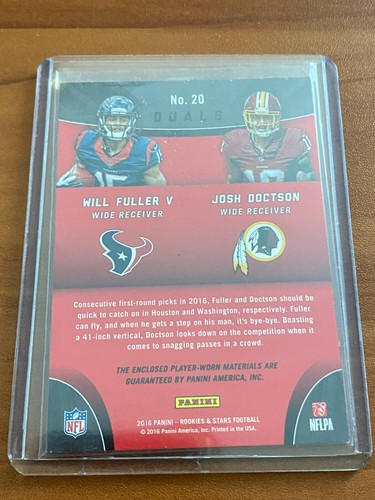 No. 20
DUALS
WILL FULLER V
WIDE RECEIVER
JOSH DOCTSON
WIDE RECEIVER
Consecutive first-round picks in 2016, Fuller and Doctson should be
quick to catch on in Houston and Washington, respectively. Fuller
can fly, and when he gets a step on his man, it's bye-bye. Boasting
a 41-inch vertical, Doctson looks down on the competition when it
comes to snagging passes in a crowd.
THE ENCLOSED PLAYER-WORN MATERIALS ARE
GUARANTEED BY PANINI AMERICA, INC.
PANINI
NFL
2016 PANINI - ROOKIES & STARS FOOTBALL
© 2016 Panini America, Inc. Printed in the USA.
NFLPA